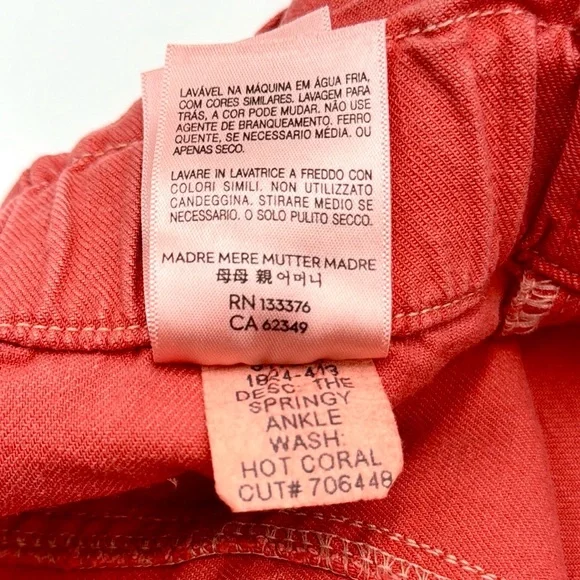 LAVÁVEL NA MÁQUINA EM ÁGUA FRIA,
COM CORES SIMILARES. LAVAGEM PARA
TRÁS, A COR PODE MUDAR. NÃO USE
AGENTE DE BRANQUEAMENTO. FERRO
QUENTE, SE NECESSÁRIO MÉDIA. OU
APENAS SECO.
LAVARE IN LAVATRICE A FREDDO CON
COLORI SIMILI. NON UTILIZZATO
CANDEGGINA. STIRARE MEDIO SE
NECESSARIO. O SOLO PULITO SECCO.
MADRE MERE MUTTER MADRE
母母 親 어머니
RN 133376
CA 62349
1824-413
DESC: THE
SPRINGY
ANKLE
WASH:
HOT CORAL
CUT# 706448